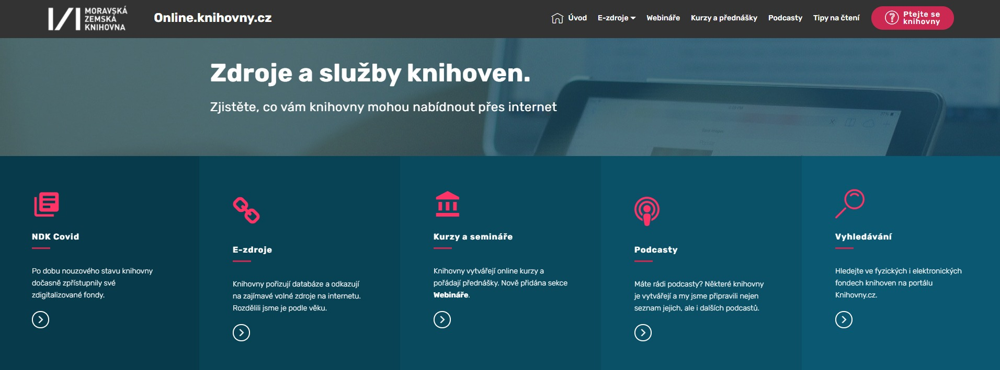 MORAVSKÁ
ZEMSKÁ
KNIHOVNA
Online.knihovny.cz
Úvod
E-zdroje
Webináře
Kurzy a přednášky
Podcasty
Tipy na čtení
Ptejte se
knihovny
Zdroje a služby knihoven.
Zjistěte, co vám knihovny mohou nabídnout přes internet
NDK Covid
Po dobu nouzového stavu knihovny
dočasně zpřístupnily své
zdigitalizované fondy.
E-zdroje
Knihovny pořizují databáze a odkazují
na zajímavé volné zdroje na internetu.
Rozdělili jsme je podle věku.
Kurzy a semináře
Knihovny vytvářejí online kurzy a
pořádají přednášky. Nově přidána sekce
Webináře.
Podcasty
Máte rádi podcasty? Některé knihovny
je vytvářejí a my jsme připravili nejen
seznam jejich, ale i dalších podcastů.
Vyhledávání
Hledejte ve fyzických i elektronických
fondech knihoven na portálu
Knihovny.cz.